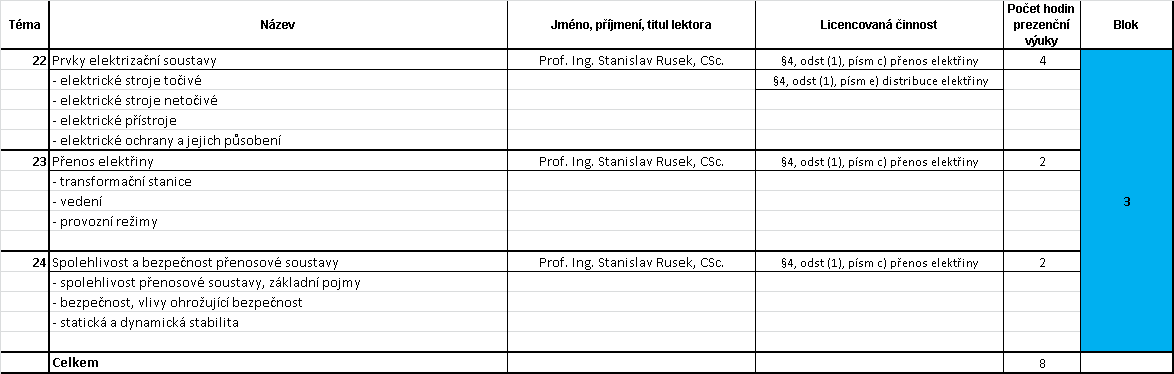 Téma Název Jméno, příjmení, titul lektora Licencovaná činnost Počet hodin prezenční výuky Blok
22 Prvky elektrizační soustavy Prof. Ing. Stanislav Rusek, CSc. §4, odst (1), písm c) přenos elektřiny 4
- elektrické stroje točivé §4, odst (1), písm e) distribuce elektřiny
- elektrické stroje netočivé
- elektrické přístroje
- elektrické ochrany a jejich působení
23 Přenos elektřiny Prof. Ing. Stanislav Rusek, CSc. §4, odst (1), písm c) přenos elektřiny 2
- transformační stanice
- vedení 3
- provozní režimy
24 Spolehlivost a bezpečnost přenosové soustavy Prof. Ing. Stanislav Rusek, CSc. §4, odst (1), písm c) přenos elektřiny 2
- spolehlivost přenosové soustavy, základní pojmy
- bezpečnost, vlivy ohrožující bezpečnost
- statická a dynamická stabilita
Celkem 8